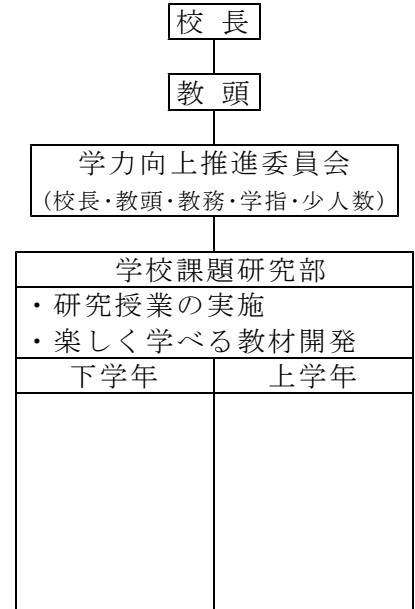 校長
教頭
学力向上推進委員会
(校長・教頭・教務・学指・少人数)
学校課題研究部
・研究授業の実施
・楽しく学べる教材開発
下学年
上学年